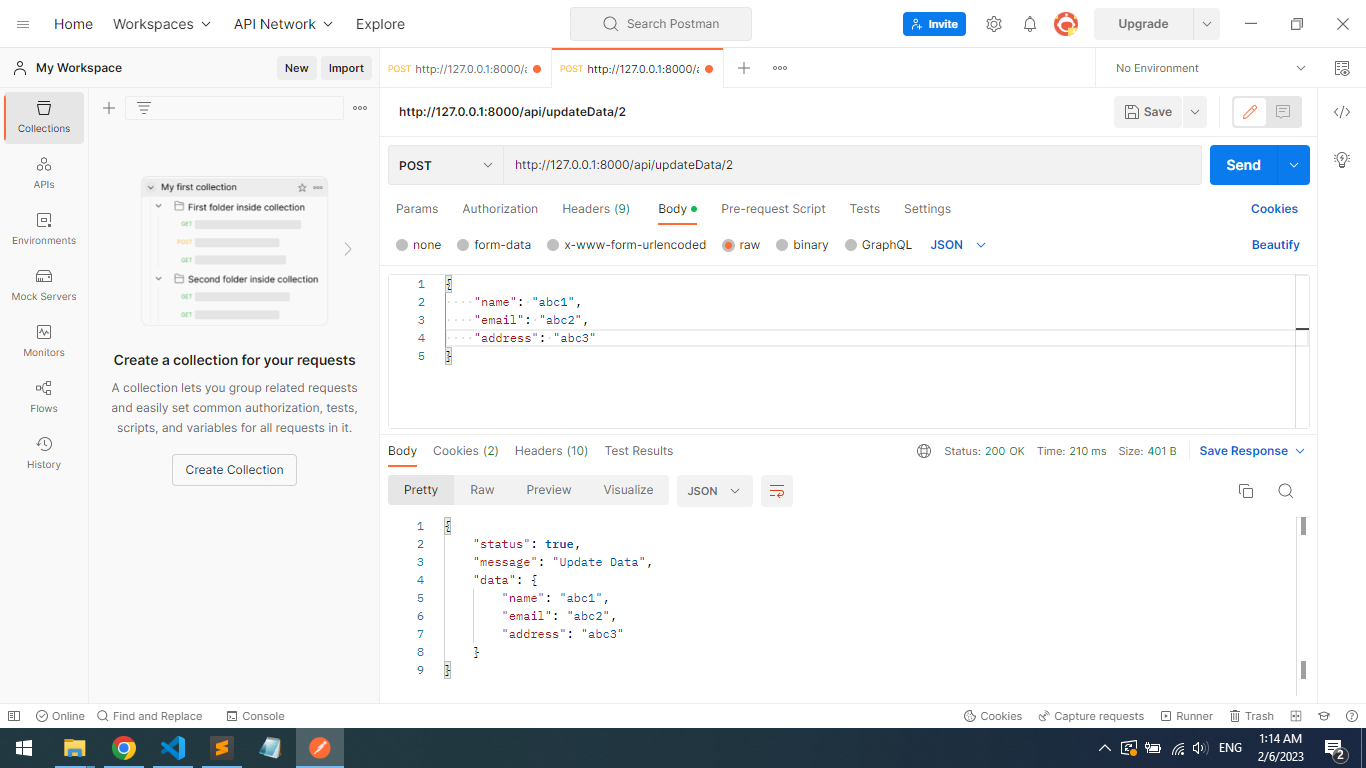 Home Workspaces API Network Explore Search Postman Invite Upgrade
My Workspace New Import POST http://127.0.0.1:8000/a POST http://127.0.0.1:8000/a No Environment
Collections
APIs
Environments
Mock Servers
Monitors
Flows
History
My first collection
First folder inside collection
GET
POST
GET
Second folder inside collection
GET
GET
Create a collection for your requests
A collection lets you group related requests
and easily set common authorization, tests,
scripts, and variables for all requests in it.
Create Collection
http://127.0.0.1:8000/api/updateData/2 Save
POST http://127.0.0.1:8000/api/updateData/2 Send
Params Authorization Headers (9) Body Pre-request Script Tests Settings Cookies
none form-data x-www-form-urlencoded raw binary GraphQL JSON Beautify
1 {
2 "name": "abc1",
3 "email": "abc2",
4 "address": "abc3"
5 }
Body Cookies (2) Headers (10) Test Results Status: 200 OK Time: 210 ms Size: 401 B Save Response
Pretty Raw Preview Visualize JSON
1 {
2 "status": true,
3 "message": "Update Data",
4 "data": {
5 "name": "abc1",
6 "email": "abc2",
7 "address": "abc3"
8 }
9 }
Online Find and Replace Console Cookies Capture requests Runner Trash
ENG 1:14 AM
2/6/2023 2